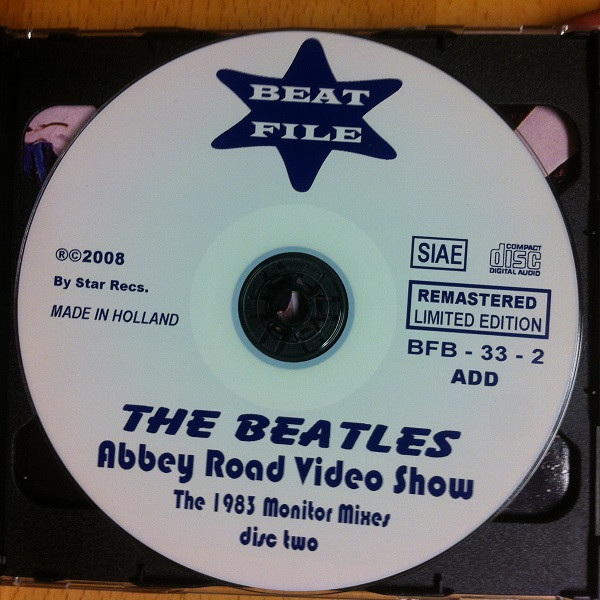 BEAT
FILE
®©2008
By Star Recs.
MADE IN HOLLAND
SIAE
COMPACT
disc
DIGITAL AUDIO
REMASTERED
LIMITED EDITION
BFB - 33 - 2
ADD
THE BEATLES
Abbey Road Video Show
The 1983 Monitor Mixes
disc two